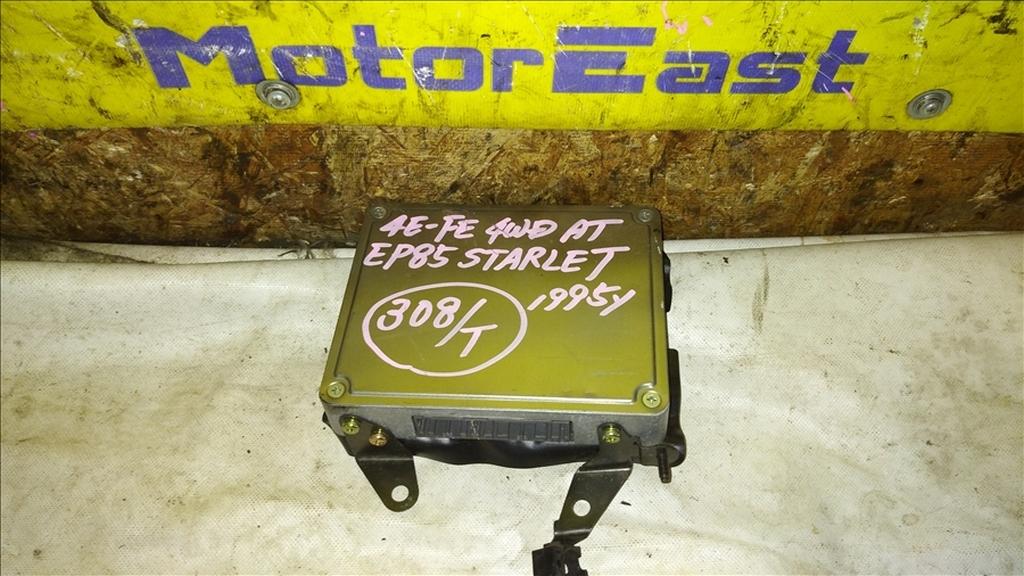 MotorEast
4E-FE 4WD AT
EP85 STARLET
308/T 1995y